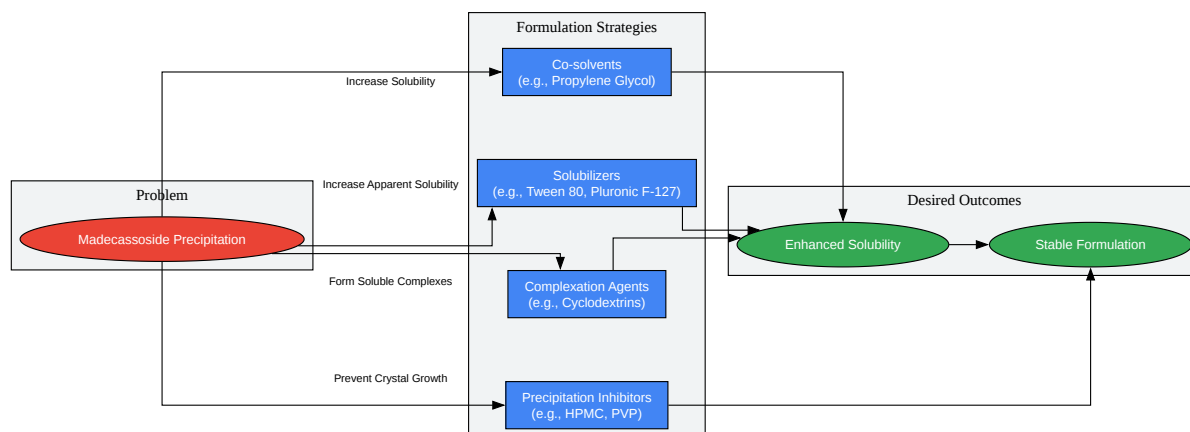 Formulation Strategies
Co-solvents
(e.g., Propylene Glycol)
Increase Solubility
Solubilizers
(e.g., Tween 80, Pluronic F-127)
Increase Apparent Solubility
Problem
Madecassoside Precipitation
Desired Outcomes
Enhanced Solubility
Stable Formulation
Form Soluble Complexes
Complexation Agents
(e.g., Cyclodextrins)
Prevent Crystal Growth
Precipitation Inhibitors
(e.g., HPMC, PVP)